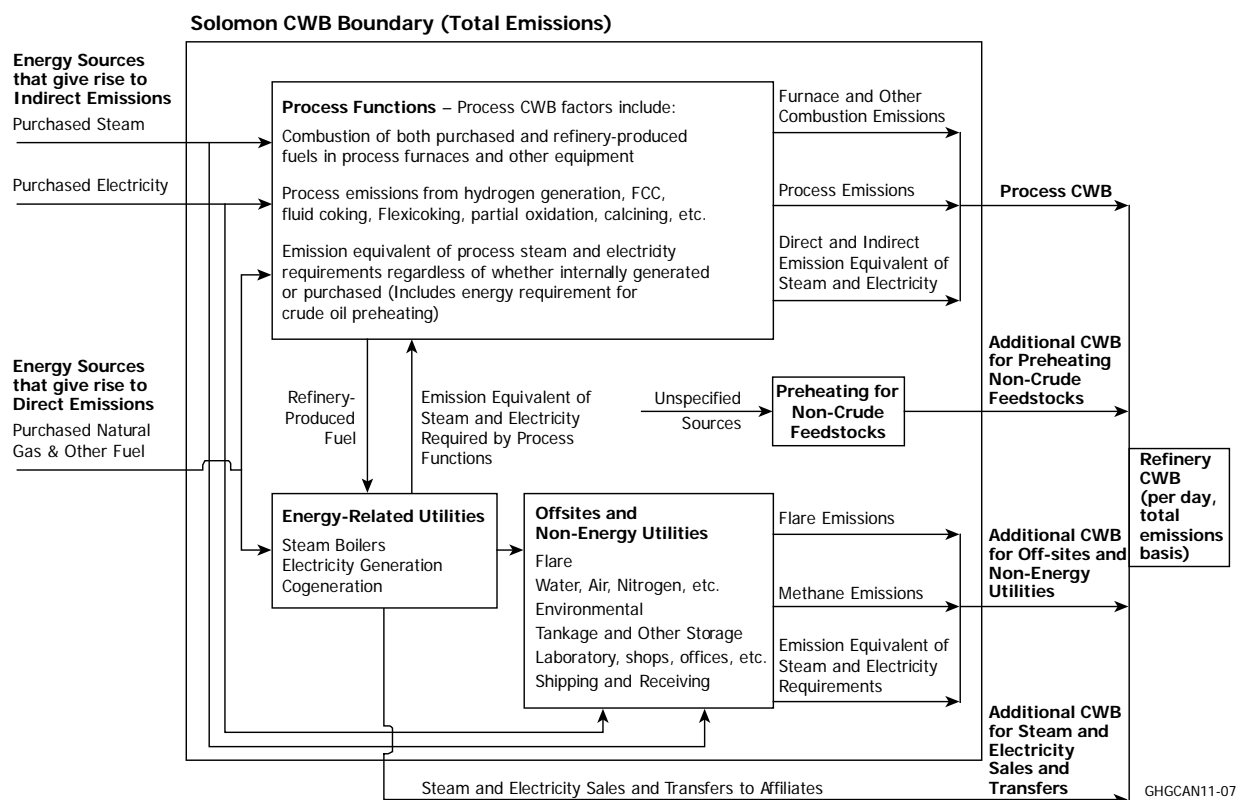 Solomon CWB Boundary (Total Emissions)
Energy Sources
that give rise to
Indirect Emissions
Purchased Steam
Purchased Electricity
Energy Sources
that give rise to
Direct Emissions
Purchased Natural
Gas & Other Fuel
Process Functions – Process CWB factors include:
Combustion of both purchased and refinery-produced
fuels in process furnaces and other equipment
Process emissions from hydrogen generation, FCC,
fluid coking, Flexicoking, partial oxidation, calcining, etc.
Emission equivalent of process steam and electricity
requirements regardless of whether internally generated
or purchased (Includes energy requirement for
crude oil preheating)
Furnace and Other
Combustion Emissions
Process Emissions
Direct and Indirect
Emission Equivalent of
Steam and Electricity
Process CWB
Refinery-
Produced
Fuel
Emission Equivalent of
Steam and Electricity
Required by Process
Functions
Unspecified
Sources
Preheating for
Non-Crude
Feedstocks
Additional CWB
for Preheating
Non-Crude
Feedstocks
Energy-Related Utilities
Steam Boilers
Electricity Generation
Cogeneration
Offsites and
Non-Energy Utilities
Flare
Water, Air, Nitrogen, etc.
Environmental
Tankage and Other Storage
Laboratory, shops, offices, etc.
Shipping and Receiving
Flare Emissions
Methane Emissions
Emission Equivalent of
Steam and Electricity
Requirements
Additional CWB
for Off-sites and
Non-Energy
Utilities
Refinery
CWB
(per day,
total
emissions
basis)
Additional CWB
for Steam and
Electricity
Sales and
Transfers
Steam and Electricity Sales and Transfers to Affiliates
GHGCAN11-07